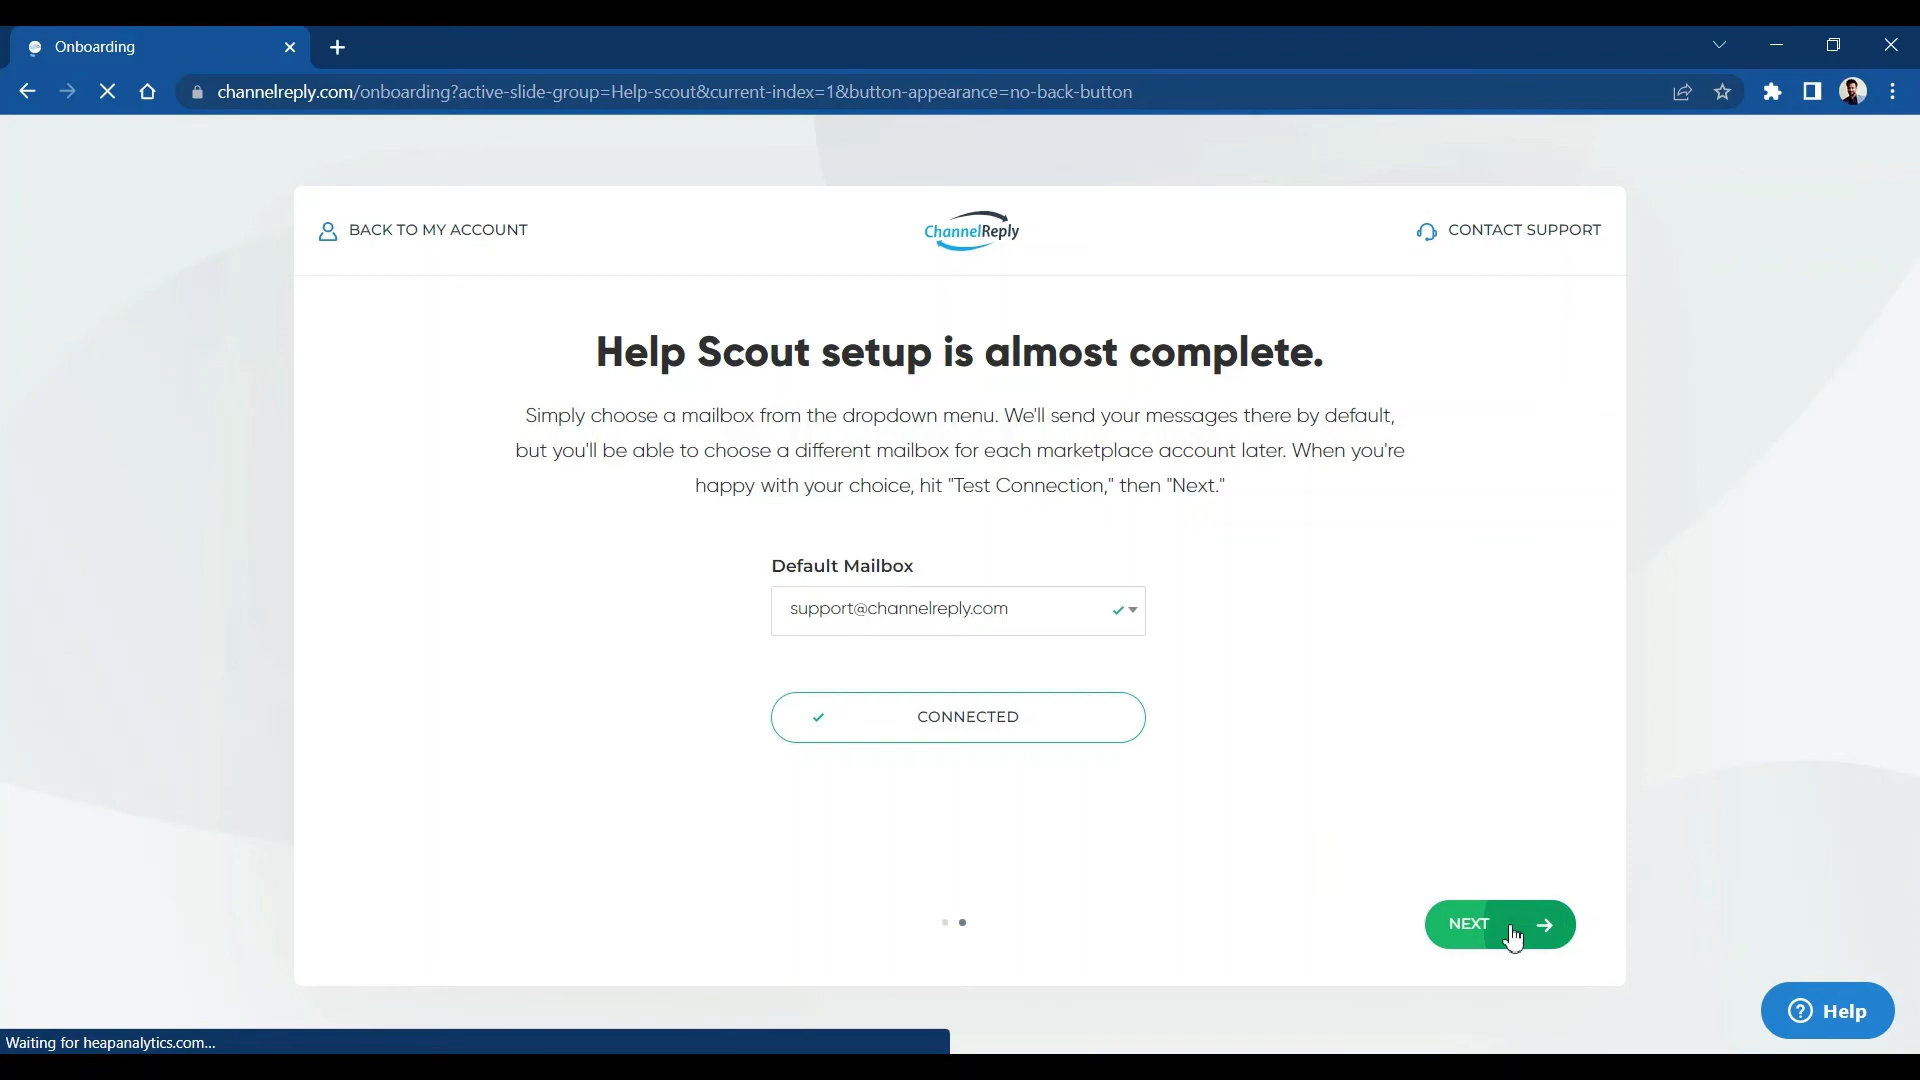 Onboarding
channelreply.com/onboarding?active-slide-group=Help-scout&current-index=1&button-appearance=no-back-button
BACK TO MY ACCOUNT
ChannelReply
CONTACT SUPPORT
Help Scout setup is almost complete.
Simply choose a mailbox from the dropdown menu. We'll send your messages there by default,
but you'll be able to choose a different mailbox for each marketplace account later. When you're
happy with your choice, hit "Test Connection," then "Next."
Default Mailbox
support@channelreply.com
CONNECTED
NEXT
Help
Waiting for heapanalytics.com...